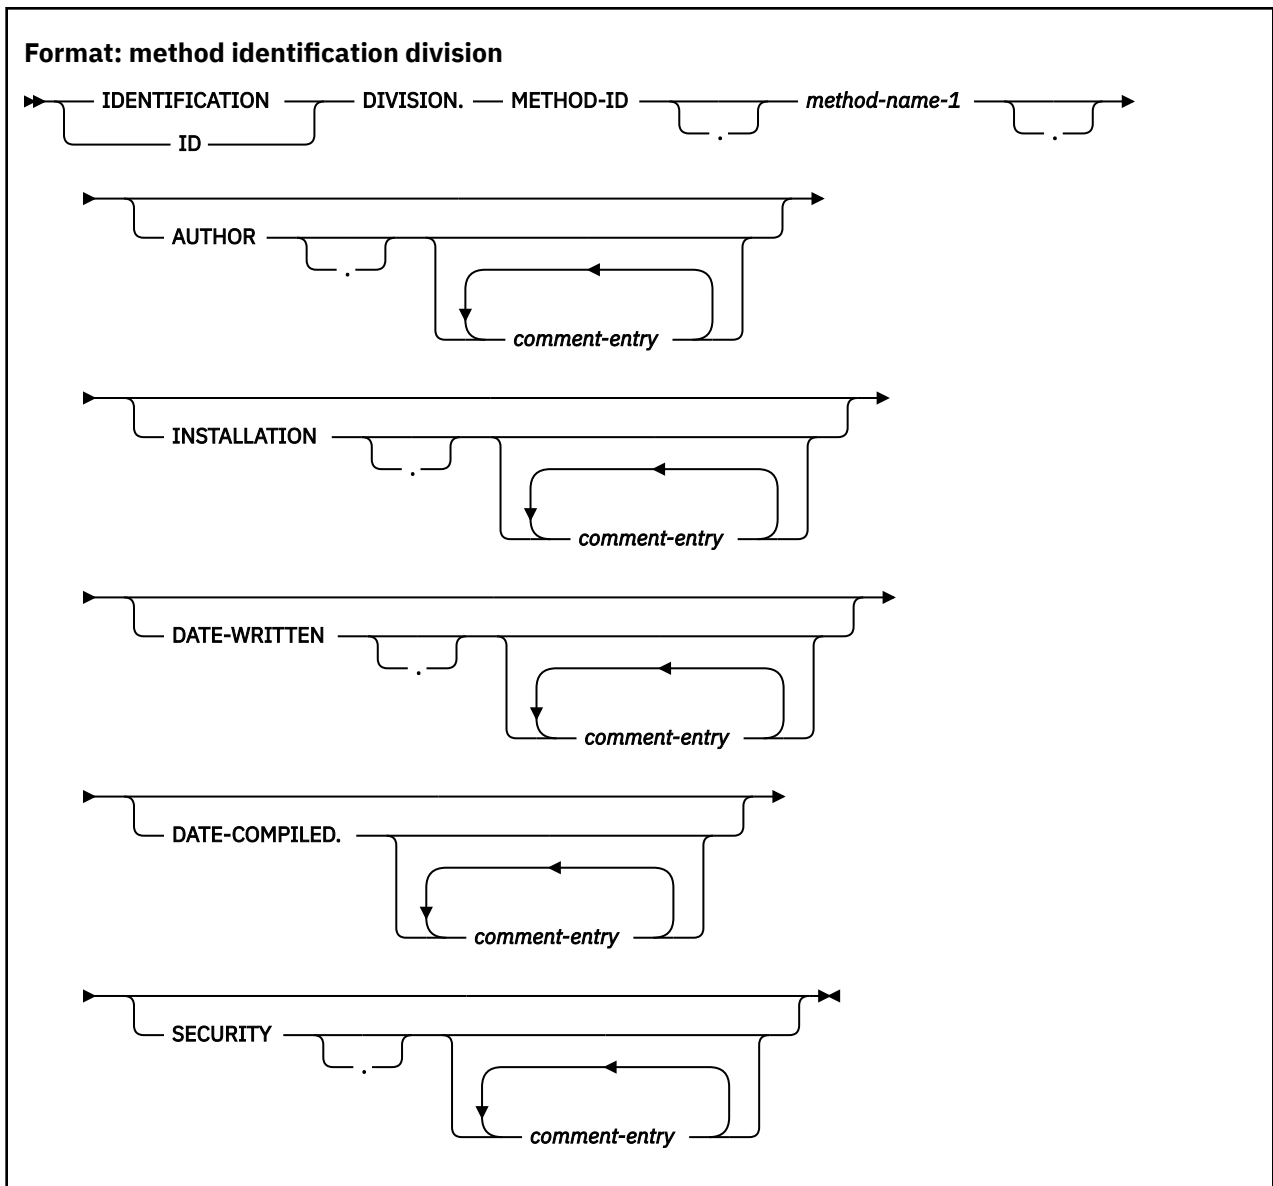 Format: method identification division
IDENTIFICATION DIVISION. METHOD-ID method-name-1
. .
ID
AUTHOR
.
comment-entry
INSTALLATION
.
comment-entry
DATE-WRITTEN
.
comment-entry
DATE-COMPILED.
comment-entry
SECURITY
.
comment-entry